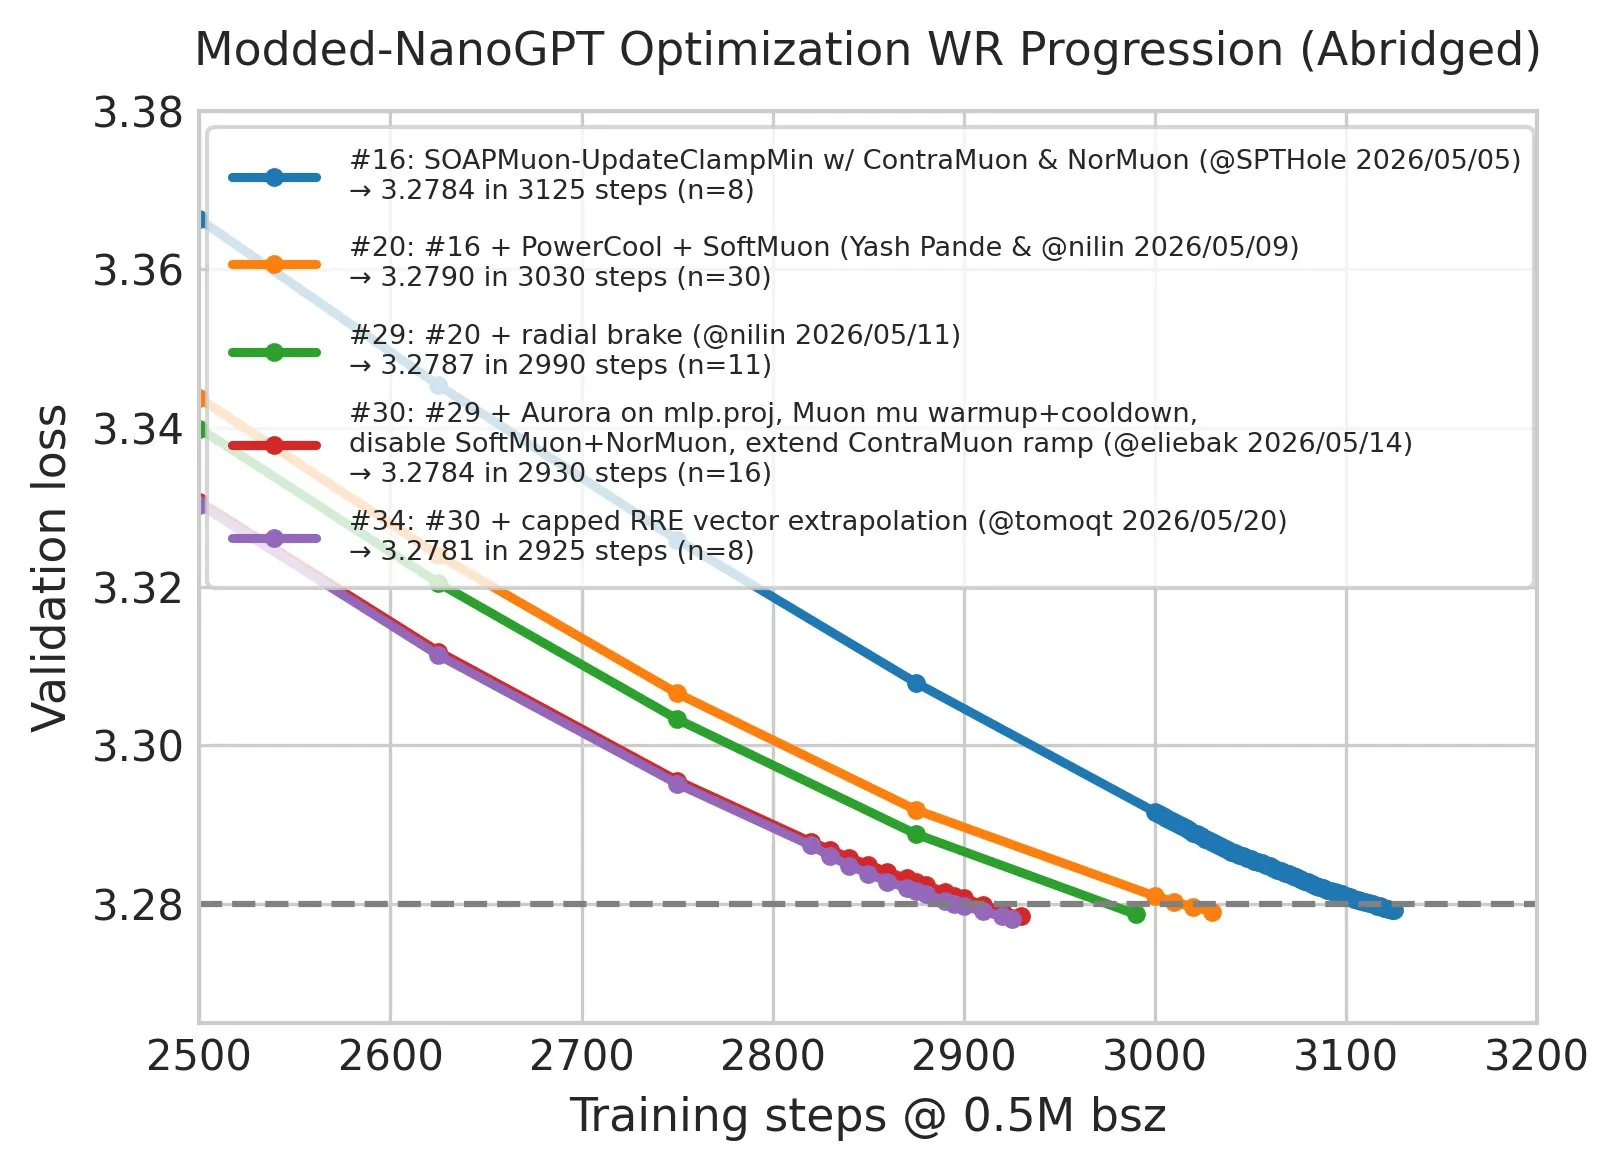 Modded-NanoGPT Optimization WR Progression (Abridged)
3.38
3.36
3.34
3.32
3.30
3.28
Validation loss
#16: SOAPMuon-UpdateClampMin w/ ContraMuon & NorMuon (@SPTHole 2026/05/05)
→ 3.2784 in 3125 steps (n=8)
#20: #16 + PowerCool + SoftMuon (Yash Pande & @nilin 2026/05/09)
→ 3.2790 in 3030 steps (n=30)
#29: #20 + radial brake (@nilin 2026/05/11)
→ 3.2787 in 2990 steps (n=11)
#30: #29 + Aurora on mlp.proj, Muon mu warmup+cooldown,
disable SoftMuon+NorMuon, extend ContraMuon ramp (@eliebak 2026/05/14)
→ 3.2784 in 2930 steps (n=16)
#34: #30 + capped RRE vector extrapolation (@tomoqt 2026/05/20)
→ 3.2781 in 2925 steps (n=8)
2500 2600 2700 2800 2900 3000 3100 3200
Training steps @ 0.5M bsz